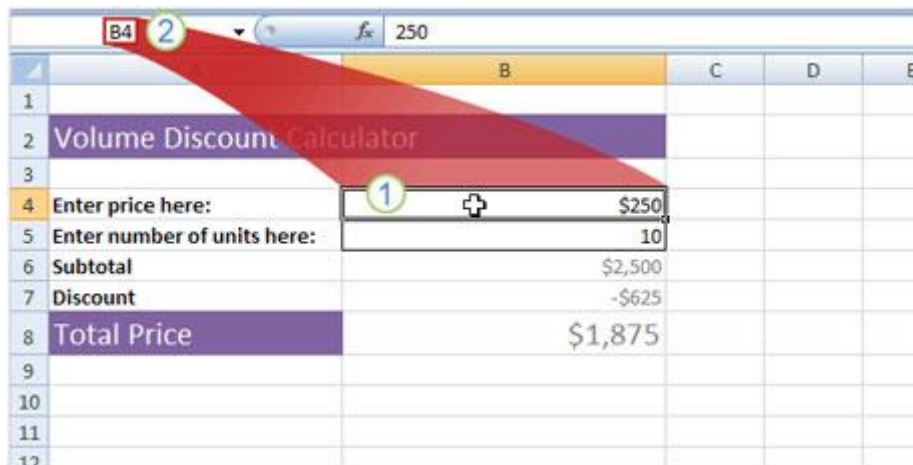 B4 2 fx 250
A B C D E
1
2 Volume Discount Calculator
3
1
4 Enter price here: $250
5 Enter number of units here: 10
6 Subtotal $2,500
7 Discount -$625
8 Total Price $1,875
9
10
11
12